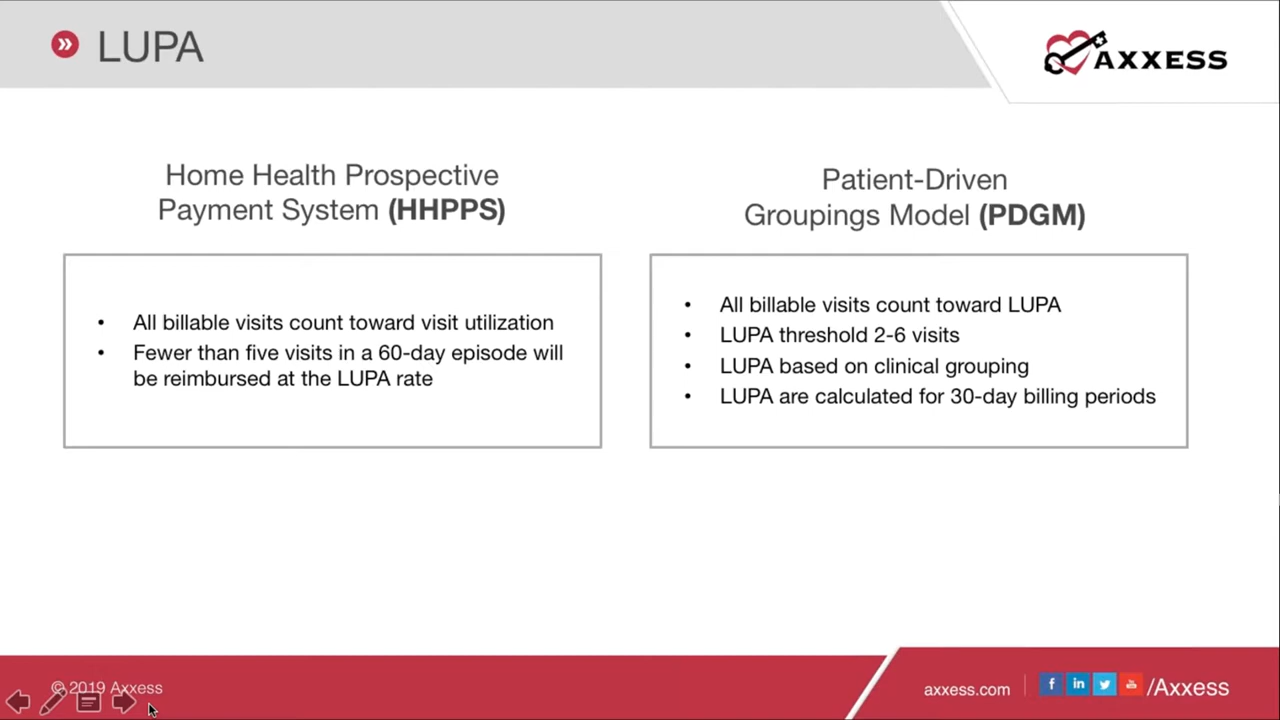 LUPA
AXXESS
Home Health Prospective
Payment System (HHPPS)
• All billable visits count toward visit utilization
• Fewer than five visits in a 60-day episode will
be reimbursed at the LUPA rate
Patient-Driven
Groupings Model (PDGM)
• All billable visits count toward LUPA
• LUPA threshold 2-6 visits
• LUPA based on clinical grouping
• LUPA are calculated for 30-day billing periods
© 2019 Axxess
axxess.com
/Axxess